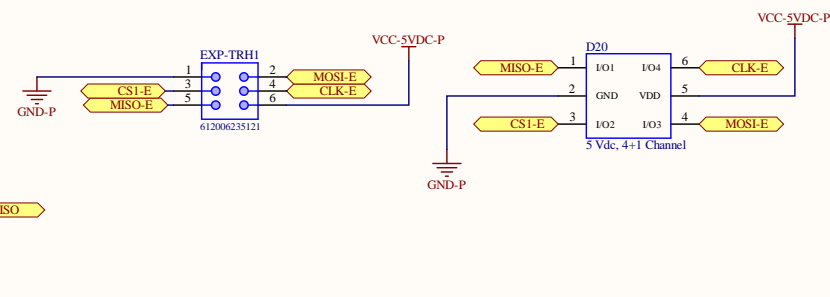 VCC-5VDC-P
VCC-5VDC-P
EXP-TRH1
D20
1 2 MOSI-E
CS1-E 3 4 CLK-E
MISO-E 5 6
GND-P
612006235121
MISO-E 1 I/O1 I/O4 6 CLK-E
2 GND VDD 5
CS1-E 3 I/O2 I/O3 4 MOSI-E
5 Vdc, 4+1 Channel
GND-P
ISO